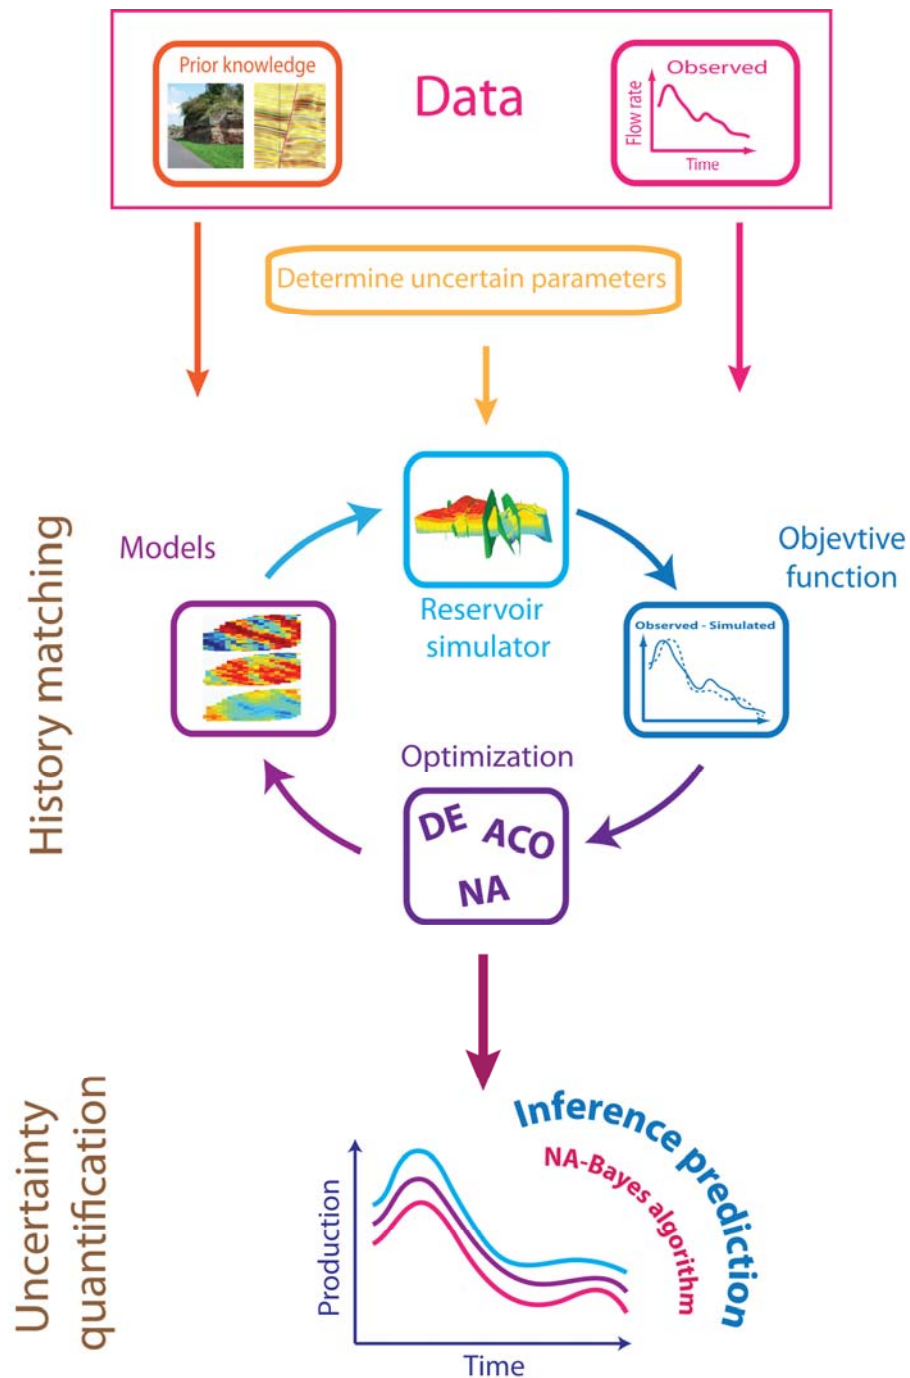 Prior knowledge
Data
Observed
Flow rate
Time
Determine uncertain parameters
History matching
Models
Reservoir
simulator
Objevtive
function
Observed - Simulated
Optimization
DE
ACO
NA
Uncertainty
quantification
Production
Time
Inference prediction
NA-Bayes algorithm